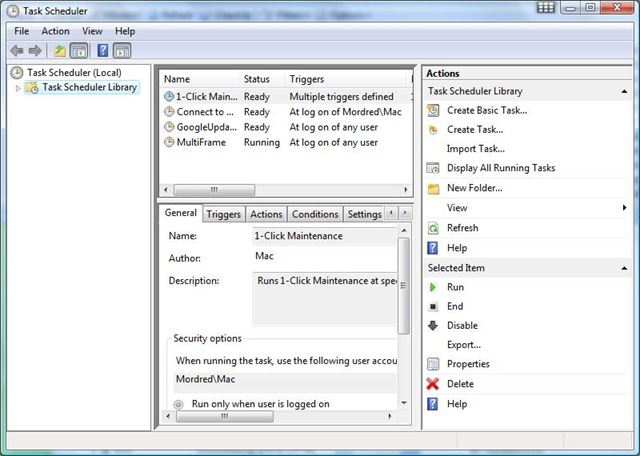 Task Scheduler
File Action View Help
Task Scheduler (Local)
Task Scheduler Library
Name Status Triggers
1-Click Main... Ready Multiple triggers defined
Connect to ... Ready At log on of Mordred\Mac
GoogleUpda... Ready At log on of any user
MultiFrame Running At log on of any user
General Triggers Actions Conditions Settings
Name: 1-Click Maintenance
Author: Mac
Description: Runs 1-Click Maintenance at spe
Security options
When running the task, use the following user accou
Mordred\Mac
Run only when user is logged on
Actions
Task Scheduler Library
Create Basic Task...
Create Task...
Import Task...
Display All Running Tasks
New Folder...
View
Refresh
Help
Selected Item
Run
End
Disable
Export...
Properties
Delete
Help